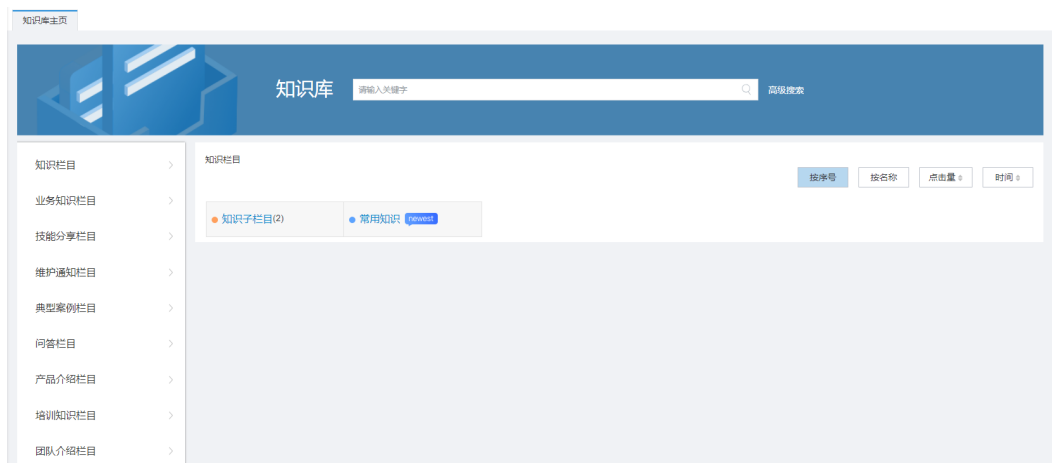 知识库主页
知识库 请输入关键字 高级搜索
知识栏目
业务知识栏目
技能分享栏目
维护通知栏目
典型案例栏目
问答栏目
产品介绍栏目
培训知识栏目
团队介绍栏目
知识栏目
按序号 按名称 点击量 时间
知识子栏目(2) 常用知识 newest